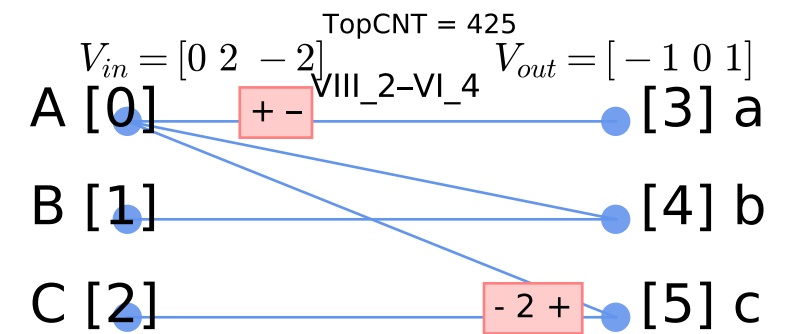 TopCNT = 425
V_in = [0 2 − 2]
V_out = [ − 1 0 1]
VIII_2–VI_4
A [0]
+ –
[3] a
B [1]
[4] b
C [2]
- 2 +
[5] c